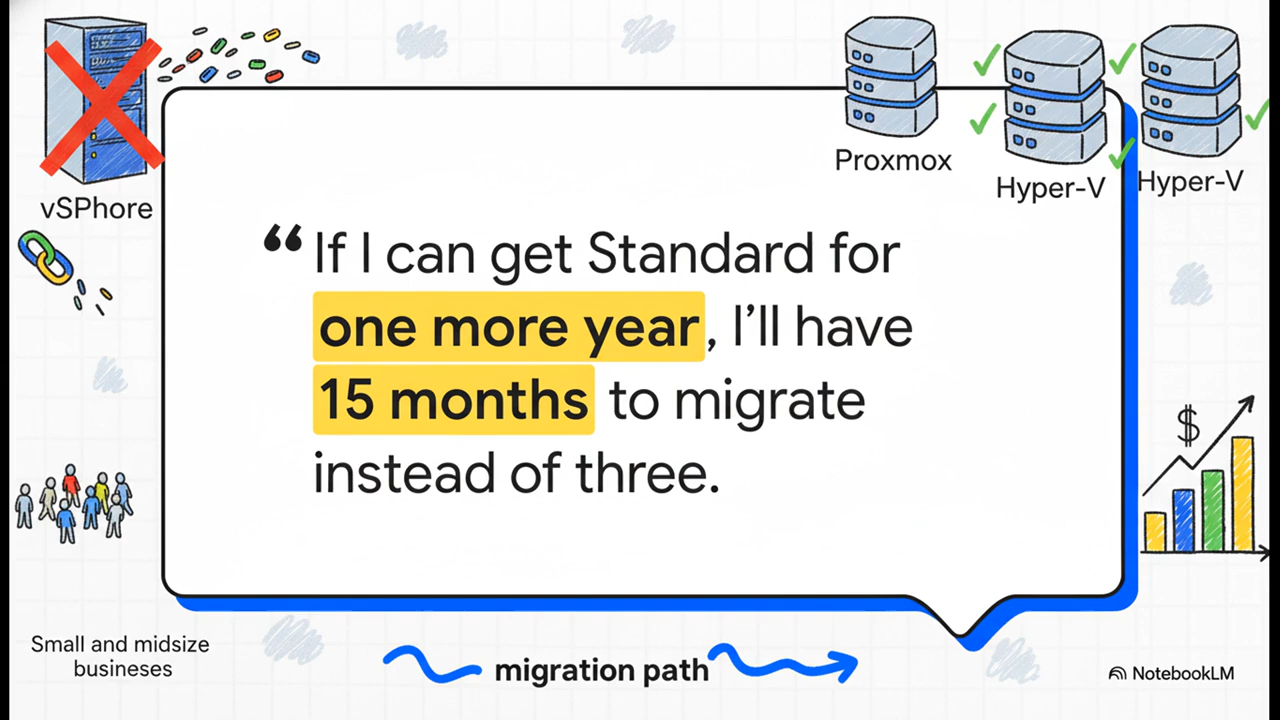 Proxmox
Hyper-V
Hyper-V
vSPhore
“If I can get Standard for
one more year, I’ll have
15 months to migrate
instead of three.
$
Small and midsize
busineses
migration path
NotebookLM